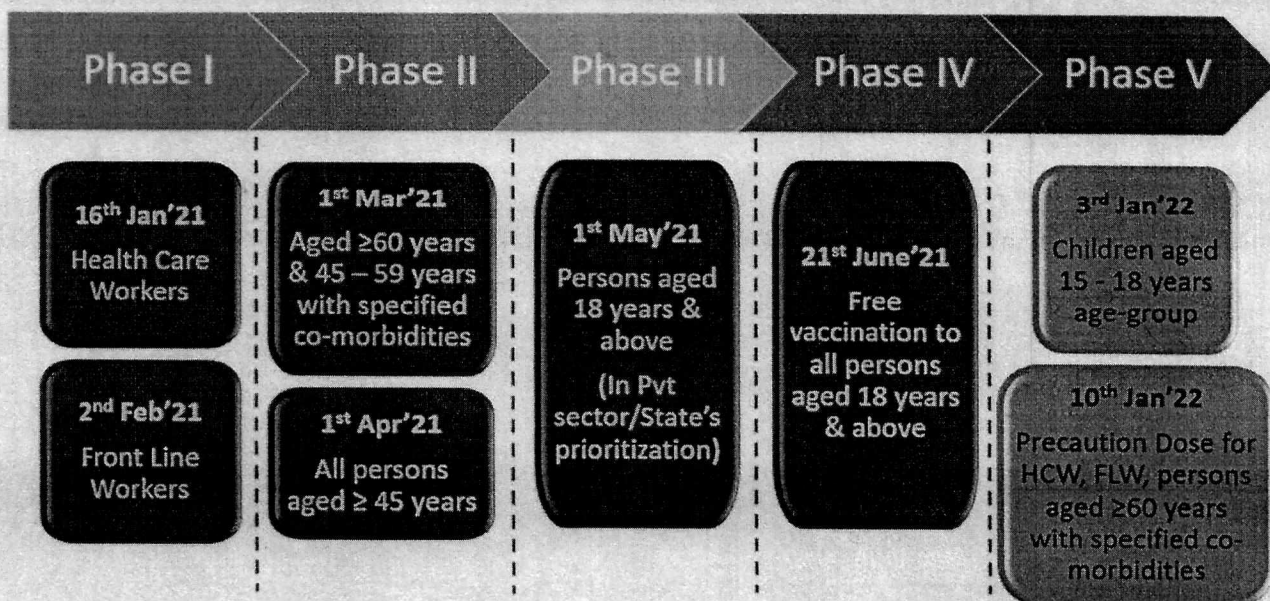 Phase I
Phase II
Phase III
Phase IV
Phase V
16th Jan'21
Health Care
Workers
2nd Feb'21
Front Line
Workers
1st Mar'21
Aged ≥60 years
& 45 – 59 years
with specified
co-morbidities
1st Apr'21
All persons
aged ≥ 45 years
1st May'21
Persons aged
18 years &
above
(In Pvt
sector/State's
prioritization)
21st June'21
Free
vaccination to
all persons
aged 18 years
& above
3rd Jan'22
Children aged
15 - 18 years
age-group
10th Jan'22
Precaution Dose for
HCW, FLW, persons
aged ≥60 years
with specified co-
morbidities